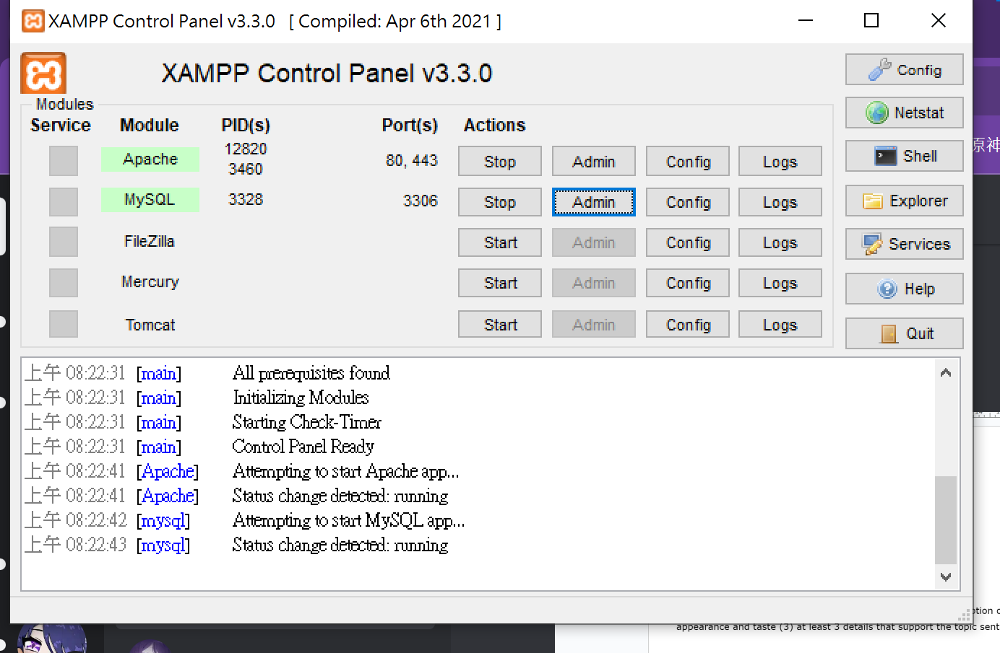 XAMPP Control Panel v3.3.0 [ Compiled: Apr 6th 2021 ]
XAMPP Control Panel v3.3.0
Config
Modules
Service Module PID(s) Port(s) Actions
Netstat
Apache 12820 3460 80, 443 Stop Admin Config Logs
原神
Shell
MySQL 3328 3306 Stop Admin Config Logs
Explorer
FileZilla Start Admin Config Logs
Services
Mercury Start Admin Config Logs
Help
Tomcat Start Admin Config Logs
Quit
上午 08:22:31 [main] All prerequisites found
上午 08:22:31 [main] Initializing Modules
上午 08:22:31 [main] Starting Check-Timer
上午 08:22:31 [main] Control Panel Ready
上午 08:22:41 [Apache] Attempting to start Apache app...
上午 08:22:41 [Apache] Status change detected: running
上午 08:22:42 [mysql] Attempting to start MySQL app...
上午 08:22:43 [mysql] Status change detected: running
appearance and taste (3) at least 3 details that support the topic sent